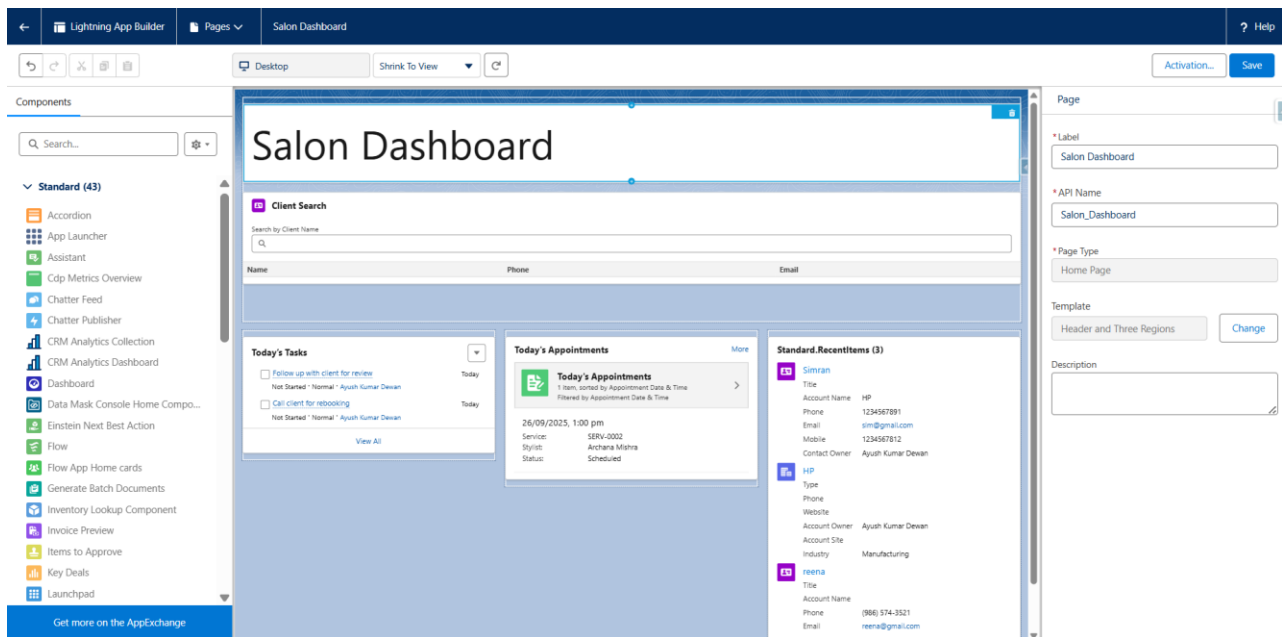 Lightning App Builder
Pages
Salon Dashboard
? Help
Desktop
Shrink To View
Activation...
Save
Components
Search...
Standard (43)
Accordion
App Launcher
Assistant
Cdp Metrics Overview
Chatter Feed
Chatter Publisher
CRM Analytics Collection
CRM Analytics Dashboard
Dashboard
Data Mask Console Home Compo...
Einstein Next Best Action
Flow
Flow App Home cards
Generate Batch Documents
Inventory Lookup Component
Invoice Preview
Items to Approve
Key Deals
Launchpad
Get more on the AppExchange
Salon Dashboard
Client Search
Search by Client Name
Name Phone Email
Today's Tasks
Follow up with client for review Today
Not Started * Normal * Ayush Kumar Dewan
Call client for rebooking Today
Not Started * Normal * Ayush Kumar Dewan
View All
Today's Appointments More
Today's Appointments
1 item, sorted by Appointment Date & Time
Filtered by Appointment Date & Time
26/09/2025, 1:00 pm
Service: SERV-0002
Stylist: Archana Mishra
Status: Scheduled
Standard.RecentItems (3)
Simran
Title
Account Name HP
Phone 1234567891
Email sim@gmail.com
Mobile 1234567812
Contact Owner Ayush Kumar Dewan
HP
Type
Phone
Website
Account Owner Ayush Kumar Dewan
Account Site
Industry Manufacturing
reena
Title
Account Name
Phone (986) 574-3521
Email reena@gmail.com
Page
*Label
Salon Dashboard
*API Name
Salon_Dashboard
*Page Type
Home Page
Template
Header and Three Regions
Change
Description